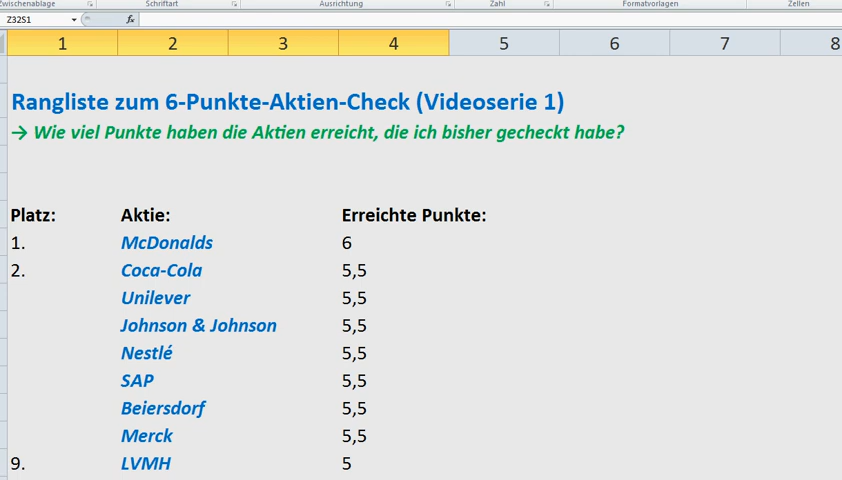 Zwischenablage Schriftart Ausrichtung Zahl Formatvorlagen Zellen
Z32S1 fx
1 2 3 4 5 6 7 8
Rangliste zum 6-Punkte-Aktien-Check (Videoserie 1)
→ Wie viel Punkte haben die Aktien erreicht, die ich bisher gecheckt habe?
Platz: Aktie: Erreichte Punkte:
1. McDonalds 6
2. Coca-Cola 5,5
Unilever 5,5
Johnson & Johnson 5,5
Nestlé 5,5
SAP 5,5
Beiersdorf 5,5
Merck 5,5
9. LVMH 5